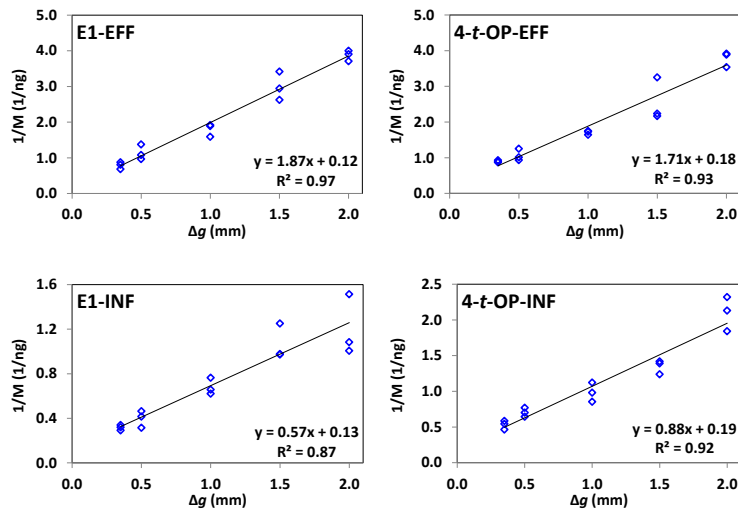 E1-EFF
1/M (1/ng)
5.0
4.0
3.0
2.0
1.0
0.0
y = 1.87x + 0.12
R² = 0.97
0.0 0.5 1.0 1.5 2.0
Δg (mm)
4-t-OP-EFF
1/M (1/ng)
5.0
4.0
3.0
2.0
1.0
0.0
y = 1.71x + 0.18
R² = 0.93
0.0 0.5 1.0 1.5 2.0
Δg (mm)
E1-INF
1/M (1/ng)
1.6
1.2
0.8
0.4
0.0
y = 0.57x + 0.13
R² = 0.87
0.0 0.5 1.0 1.5 2.0
Δg (mm)
4-t-OP-INF
1/M (1/ng)
2.5
2.0
1.5
1.0
0.5
0.0
y = 0.88x + 0.19
R² = 0.92
0.0 0.5 1.0 1.5 2.0
Δg (mm)